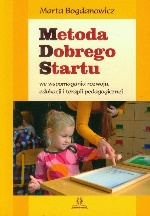 Marta Bogdanowicz
Metoda
Dobrego
Startu
we wspomaganiu rozwoju,
edukacji i terapii pedagogicznej